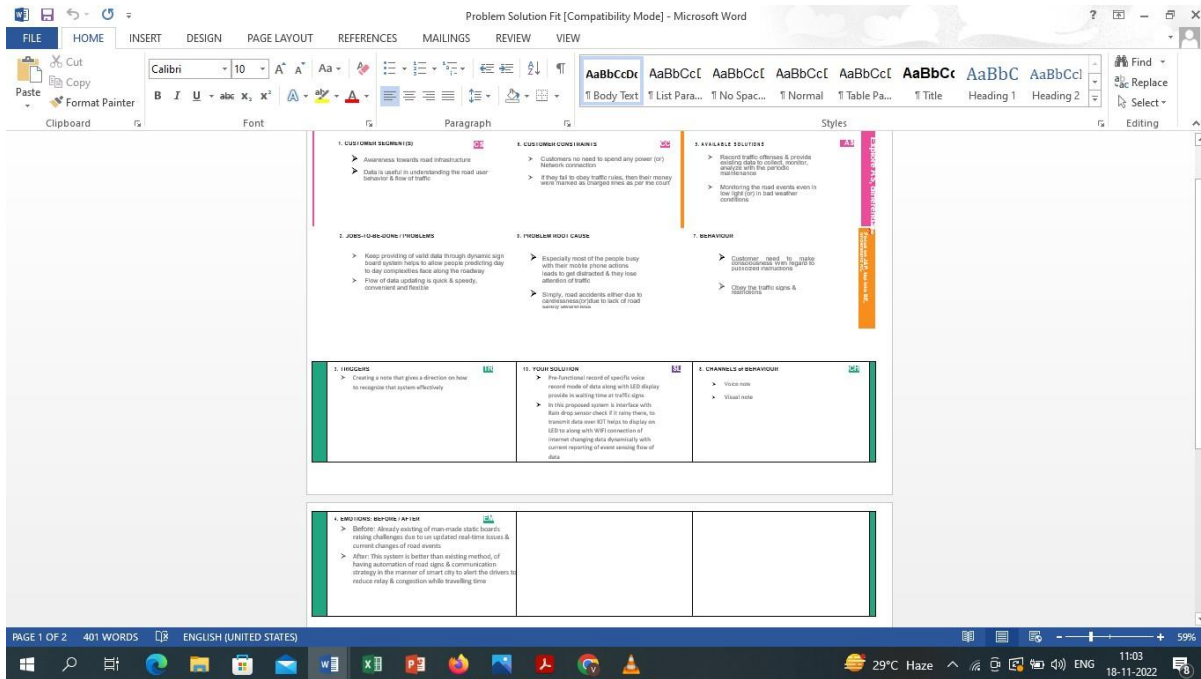 Problem Solution Fit [Compatibility Mode] - Microsoft Word
FILE HOME INSERT DESIGN PAGE LAYOUT REFERENCES MAILINGS REVIEW VIEW
Cut
Copy
Format Painter
Paste
Clipboard
Calibri 10
Font
Paragraph
AaBbCcDc AaBbCcI AaBbCcI AaBbCcI AaBbCcI AaBbCc AaBbC AaBbCcl
¶ Body Text ¶ List Para... ¶ No Spac... ¶ Normal ¶ Table Pa... ¶ Title Heading 1 Heading 2
Styles
Find
Replace
Select
Editing
1. CUSTOMER SEGMENT(S) CS
Awareness towards road infrastructure
Data is useful in understanding the road user
behavior & flow of traffic
6. CUSTOMER CONSTRAINTS CC
Customers no need to spend any power (or)
Network connection
If they fail to obey traffic rules, then their money
were marked as charged fines as per the court
5. AVAILABLE SOLUTIONS AS
Record traffic offenses & provide
existing data to collect, monitor,
analyze with the periodic
maintenance
Monitoring the road events even in
low light (or) in bad weather
conditions
Explore AS,
2. JOBS-TO-BE-DONE / PROBLEMS
Keep providing of valid data through dynamic sign
board system helps to allow people predicting day
to day complexities face along the roadway
Flow of data updating is quick & speedy,
convenient and flexible
9. PROBLEM ROOT CAUSE
Especially most of the people busy
with their mobile phone actions
leads to get distracted & they lose
attention of traffic
Simply, road accidents either due to
carelessness(or)due to lack of road
safety awareness
7. BEHAVIOUR
Customer need to make
consciousness with regard to
publicized instructions
Obey the traffic signs &
restrictions
3. TRIGGERS TR
Creating a note that gives a direction on how
to recognize that system effectively
10. YOUR SOLUTION SL
Pre-functional record of specific voice
record mode of data along with LED display
provide in waiting time at traffic signs
In this proposed system is interface with
Rain drop sensor check if it rainy there, to
transmit data over IOT helps to display on
LED to along with WIFI connection of
internet changing data dynamically with
current reporting of event sensing flow of
data
8. CHANNELS of BEHAVIOUR CH
Voice note
Visual note
4. EMOTIONS: BEFORE / AFTER EM
Before: Already existing of man-made static boards
raising challenges due to un updated real-time issues &
current changes of road events
After: This system is better than existing method, of
having automation of road signs & communication
strategy in the manner of smart city to alert the drivers to
reduce relay & congestion while travelling time
PAGE 1 OF 2 401 WORDS ENGLISH (UNITED STATES) 59%
29°C Haze ENG 11:03
18-11-2022